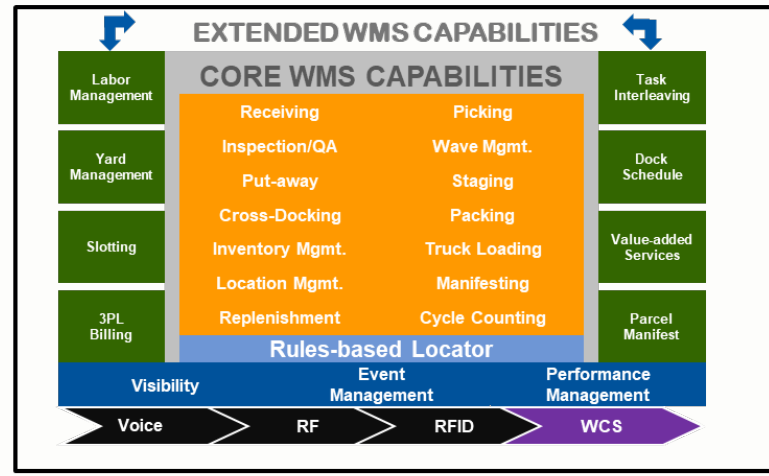 EXTENDED WMS CAPABILITIES
CORE WMS CAPABILITIES
Labor
Management
Yard
Management
Slotting
3PL
Billing
Receiving
Inspection/QA
Put-away
Cross-Docking
Inventory Mgmt.
Location Mgmt.
Replenishment
Picking
Wave Mgmt.
Staging
Packing
Truck Loading
Manifesting
Cycle Counting
Task
Interleaving
Dock
Schedule
Value-added
Services
Parcel
Manifest
Rules-based Locator
Visibility
Event
Management
Performance
Management
Voice
RF
RFID
WCS